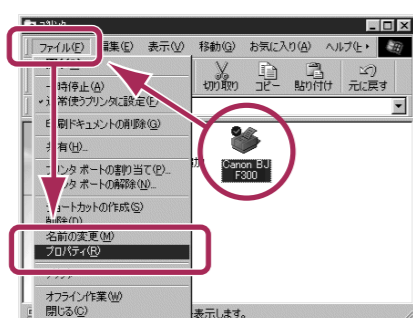 プリンタ
ファイル(F) 編集(E) 表示(V) 移動(G) お気に入り(A) ヘルプ(
切り取り コピー 貼り付け 元に戻す
一時停止(A)
通常使うプリンタに設定(E)
印刷ドキュメントの削除(G)
共有(H)...
プリンタ ポートの割り当て(P)...
プリンタ ポートの解除(N)...
ショートカットの作成(S)
削除(D)
名前の変更(M)
プロパティ(R)
オフライン作業(W)
閉じる(C)
Canon BJ
F300
表示します。